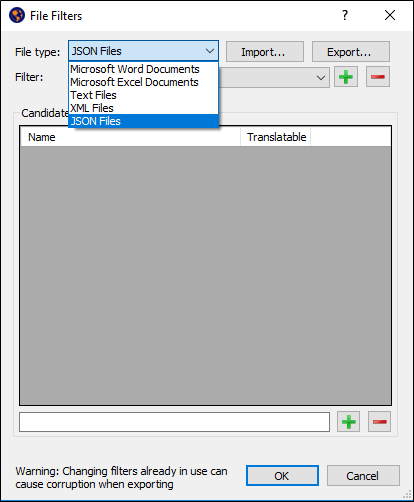 File Filters
File type: JSON Files Import... Export...
Filter:
Microsoft Word Documents
Microsoft Excel Documents
Text Files
XML Files
JSON Files
Candidate
Name Translatable
Warning: Changing filters already in use can
cause corruption when exporting
OK Cancel